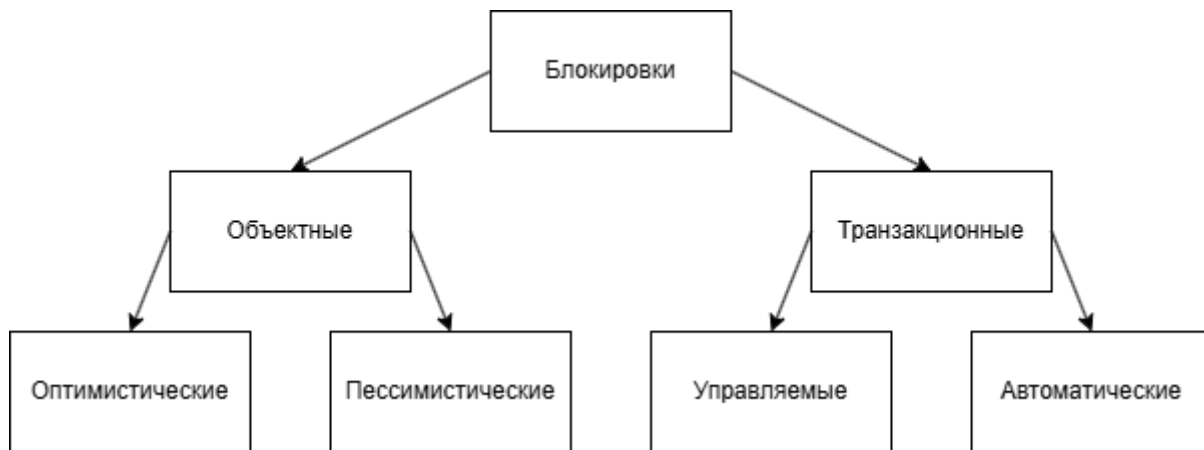 Блокировки
Объектные
Транзакционные
Оптимистические
Пессимистические
Управляемые
Автоматические